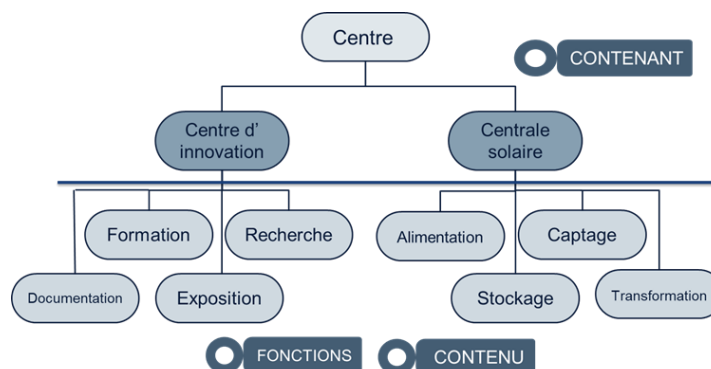 Centre
CONTENANT
Centre d’
innovation
Centrale
solaire
Formation
Recherche
Alimentation
Captage
Documentation
Exposition
Stockage
Transformation
FONCTIONS
CONTENU